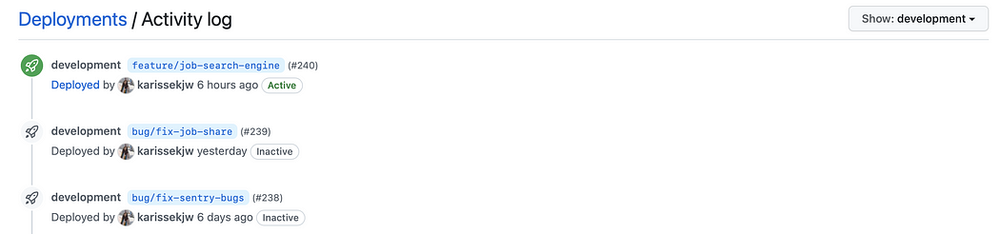 Deployments / Activity log
Show: development
development feature/job-search-engine (#240)
Deployed by karissekjw 6 hours ago Active
development bug/fix-job-share (#239)
Deployed by karissekjw yesterday Inactive
development bug/fix-sentry-bugs (#238)
Deployed by karissekjw 6 days ago Inactive